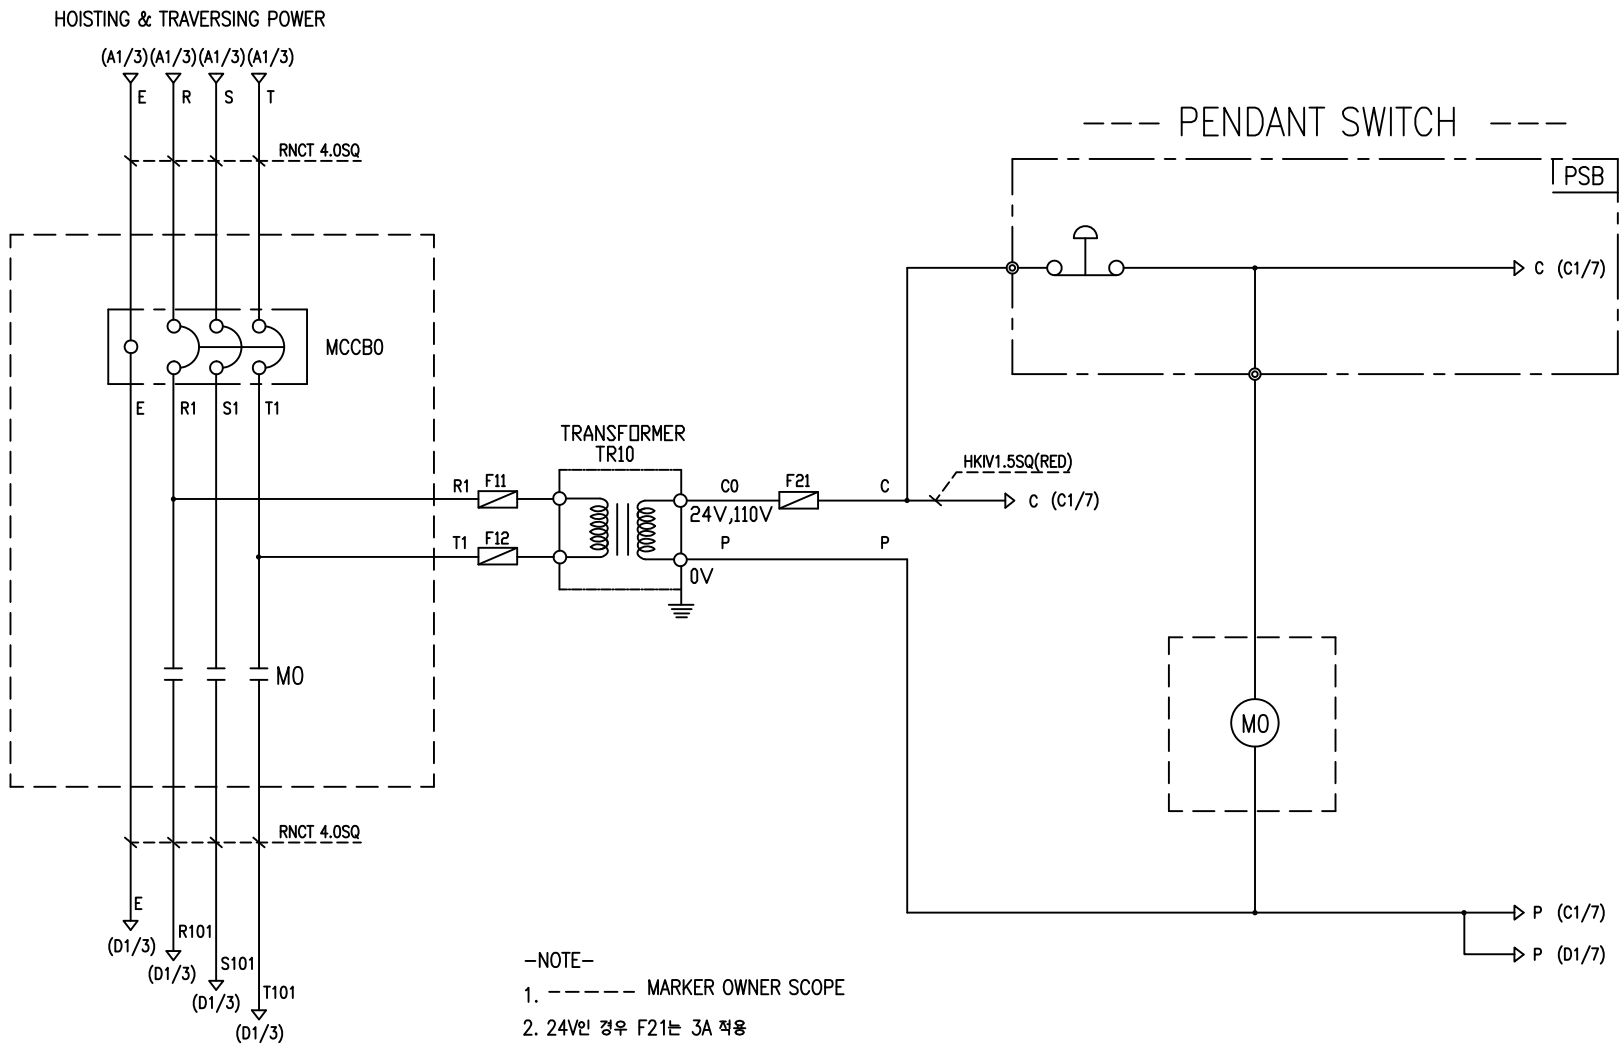 HOISTING & TRAVERSING POWER
(A1/3) (A1/3) (A1/3) (A1/3)
E R S T
RNCT 4.0SQ
PENDANT SWITCH
PSB
C (C1/7)
MCCB0
E R1 S1 T1
TRANSFORMER
TR10
R1 F11
C0 F21 C
HKIV1.5SQ(RED)
C (C1/7)
24V,110V
T1 F12
P P
0V
M0
M0
RNCT 4.0SQ
E
(D1/3)
R101
(D1/3)
S101
(D1/3)
T101
(D1/3)
P (C1/7)
P (D1/7)
-NOTE-
1. ------ MARKER OWNER SCOPE
2. 24V인 경우 F21는 3A 적용